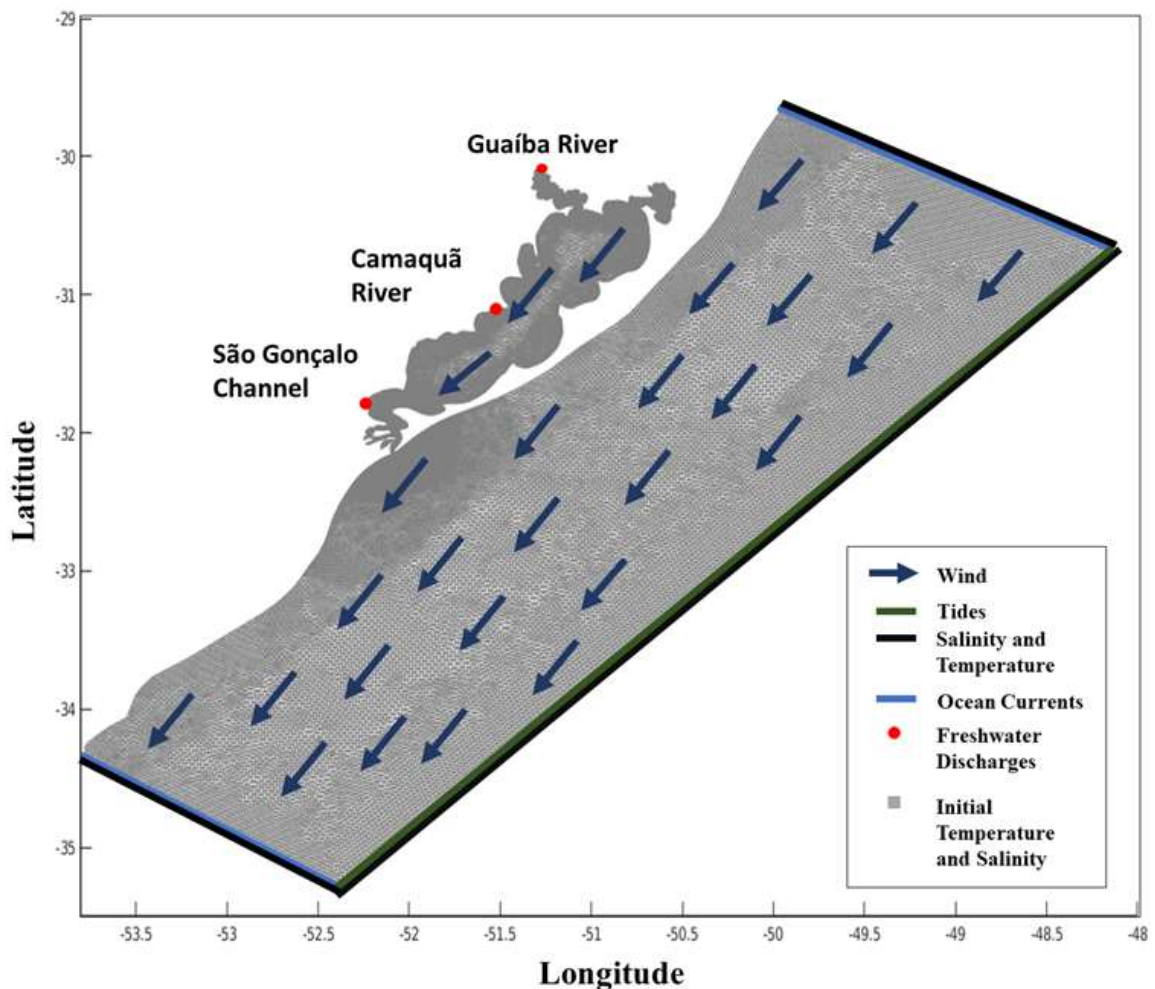 -29
-30
-31
-32
-33
-34
-35
Latitude
Guaíba River
Camaquã
River
São Gonçalo
Channel
Wind
Tides
Salinity and
Temperature
Ocean Currents
Freshwater
Discharges
Initial
Temperature
and Salinity
-53.5
-53
-52.5
-52
-51.5
-51
-50.5
-50
-49.5
-49
-48.5
-48
Longitude